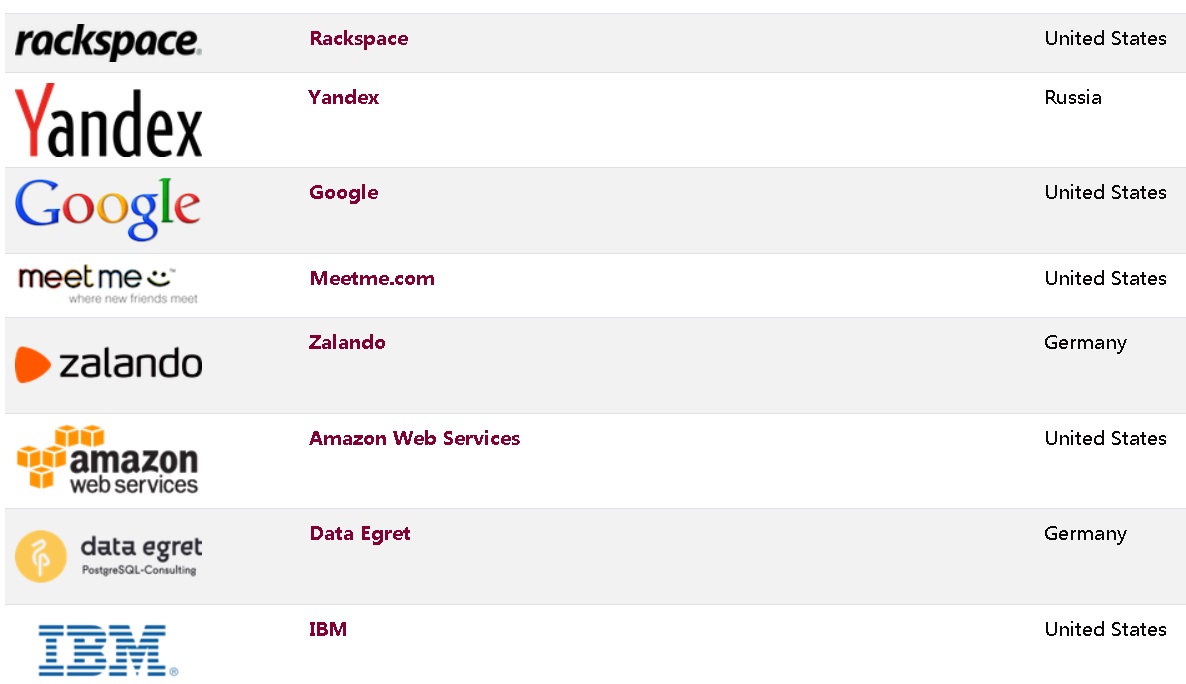 rackspace®
Rackspace
United States
Yandex
Yandex
Russia
Google
Google
United States
meetme™
where new friends meet
Meetme.com
United States
zalando
Zalando
Germany
amazon
web services
Amazon Web Services
United States
data egret
PostgreSQL-Consulting
Data Egret
Germany
IBM®
IBM
United States